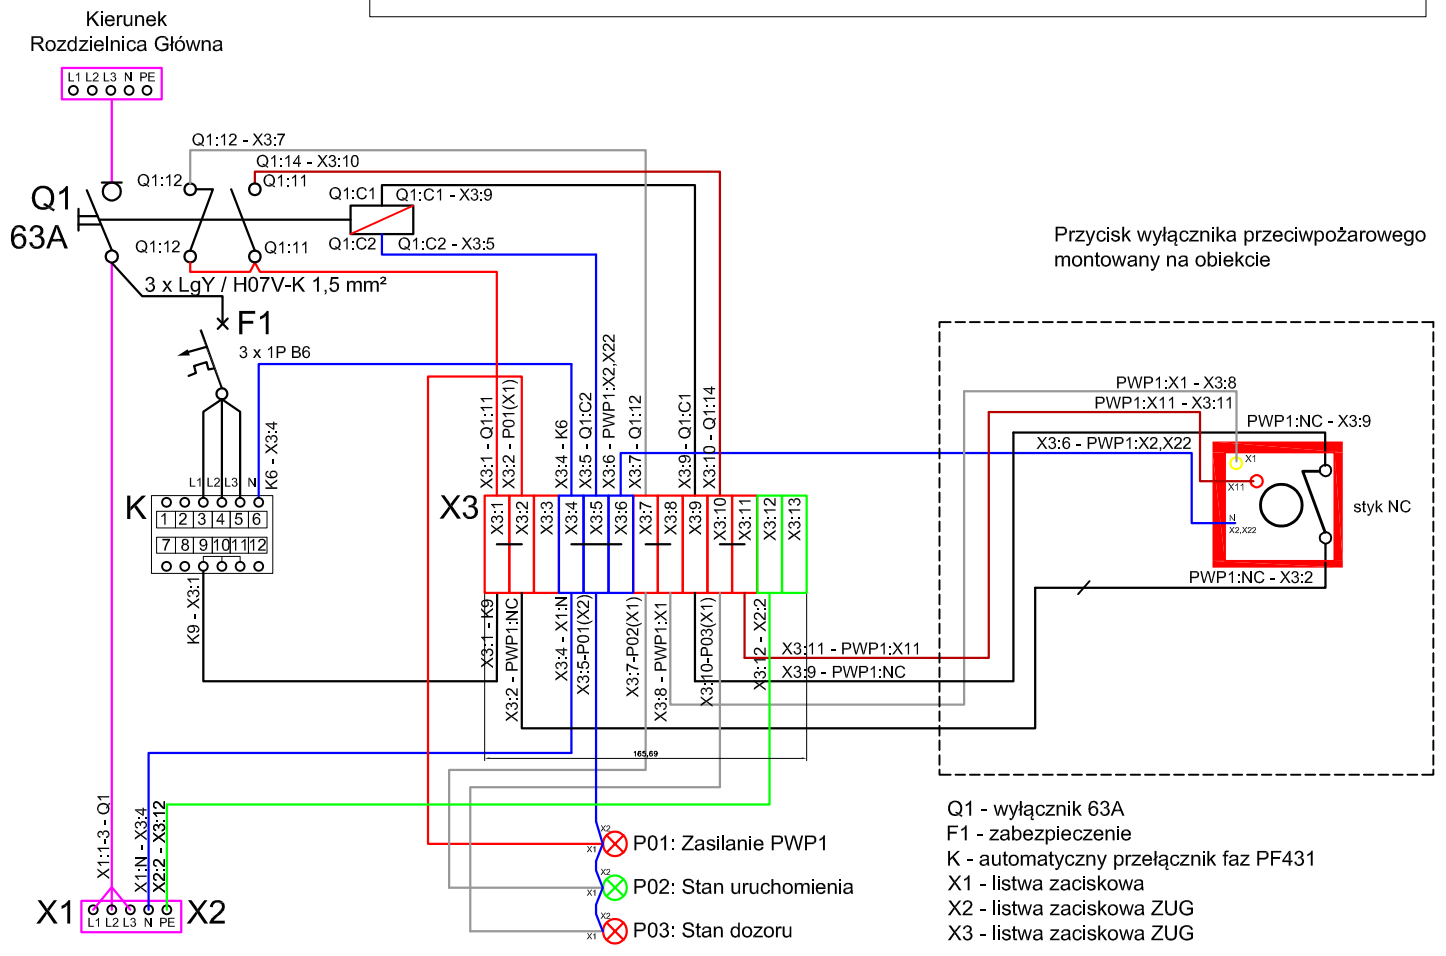 Kierunek
Rozdzielnica Główna
L1 L2 L3 N PE
Q1:12 - X3:7
Q1:14 - X3:10
Q1:12
Q1:11
Q1:C1
Q1:C1 - X3:9
Q1
63A
Q1:12
Q1:11
Q1:C2
Q1:C2 - X3:5
3 x LgY / H07V-K 1,5 mm²
F1
3 x 1P B6
Przycisk wyłącznika przeciwpożarowego
montowany na obiekcie
PWP1:X1 - X3:8
PWP1:X11 - X3:11
PWP1:NC - X3:9
X3:6 - PWP1:X2,X22
X1
X11
N
X2,X22
styk NC
PWP1:NC - X3:2
X3:1 - Q1:11
X3:2 - P01(X1)
X3:4 - K6
X3:5 - Q1:C2
X3:6 - PWP1:X2,X22
X3:7 - Q1:12
X3:9 - Q1:C1
X3:10 - Q1:14
K6 - X3:4
L1 L2 L3 N
K
1 2 3 4 5 6
7 8 9 10 11 12
K9 - X3:1
X3
X3:1 X3:2 X3:3 X3:4 X3:5 X3:6 X3:7 X3:8 X3:9 X3:10 X3:11 X3:12 X3:13
X3:1 - K9
X3:2 - PWP1:NC
X3:4 - X1:N
X3:5-P01(X2)
X3:7-P02(X1)
X3:8 - PWP1:X1
X3:10-P03(X1)
X3:12 - X2:2
X3:11 - PWP1:X11
X3:9 - PWP1:NC
165,69
X1:1-3 - Q1
X1:N - X3:4
X2:2 - X3:12
X1
L1 L2 L3 N PE
X2
X2
X1
P01: Zasilanie PWP1
X2
X1
P02: Stan uruchomienia
X2
X1
P03: Stan dozoru
Q1 - wyłącznik 63A
F1 - zabezpieczenie
K - automatyczny przełącznik faz PF431
X1 - listwa zaciskowa
X2 - listwa zaciskowa ZUG
X3 - listwa zaciskowa ZUG